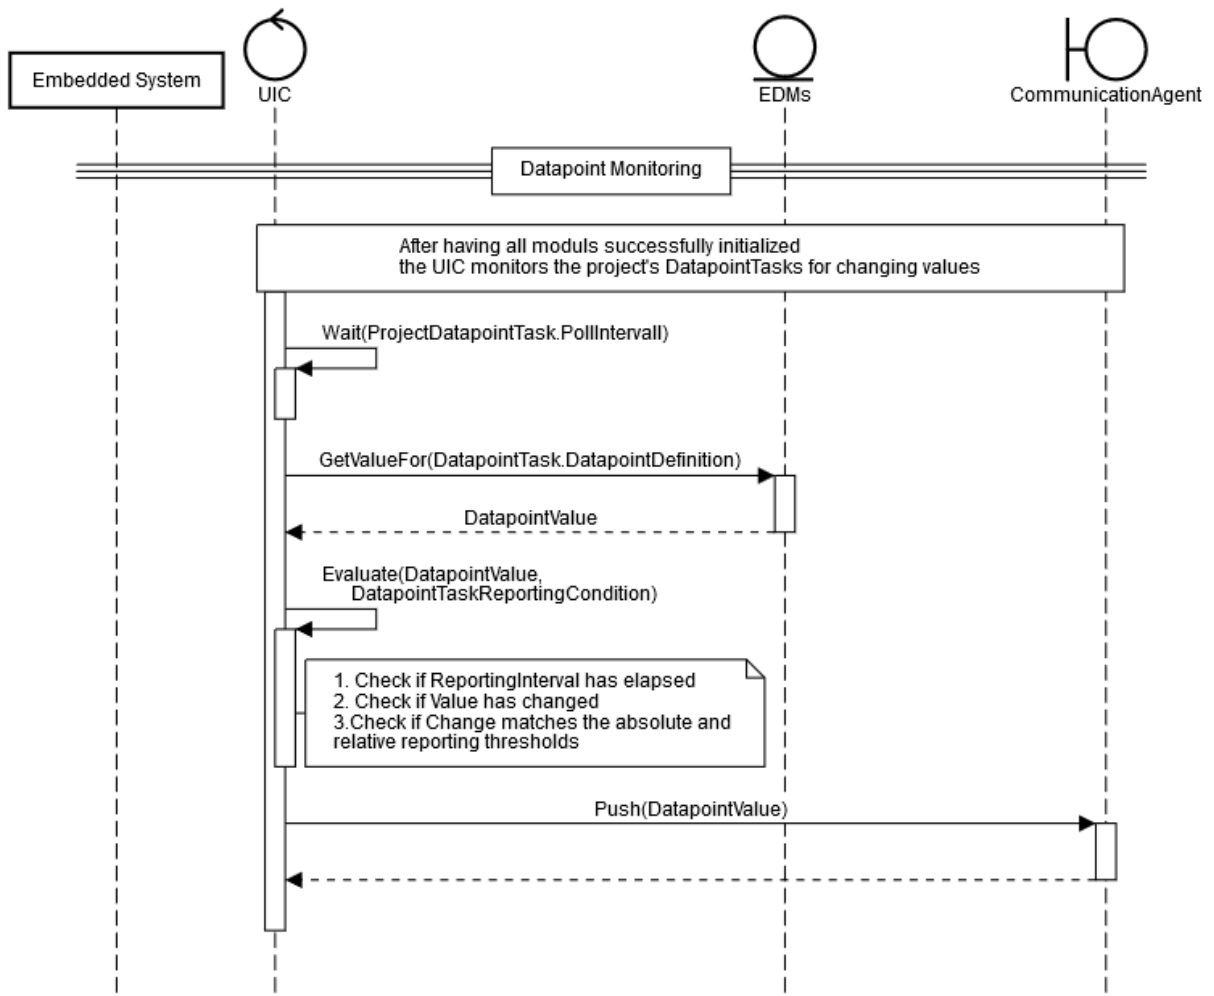 Embedded System
UIC
EDMs
CommunicationAgent
Datapoint Monitoring
After having all moduls successfully initialized
the UIC monitors the project's DatapointTasks for changing values
Wait(ProjectDatapointTask.PollIntervall)
GetValueFor(DatapointTask.DatapointDefinition)
DatapointValue
Evaluate(DatapointValue,
DatapointTaskReportingCondition)
1. Check if ReportingInterval has elapsed
2. Check if Value has changed
3.Check if Change matches the absolute and
relative reporting thresholds
Push(DatapointValue)